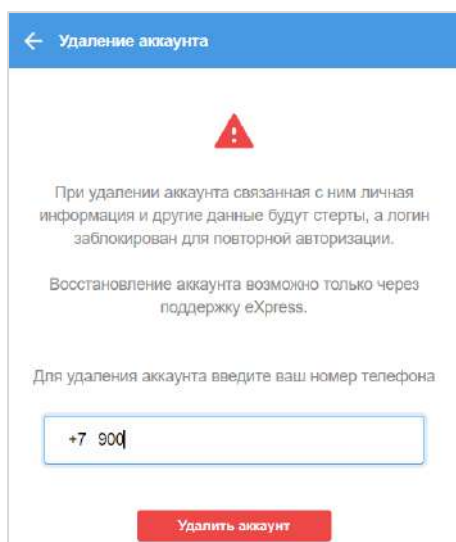 Удаление аккаунта
При удалении аккаунта связанная с ним личная
информация и другие данные будут стерты, а логин
заблокирован для повторной авторизации.
Восстановление аккаунта возможно только через
поддержку eXpress.
Для удаления аккаунта введите ваш номер телефона
+7 900
Удалить аккаунт